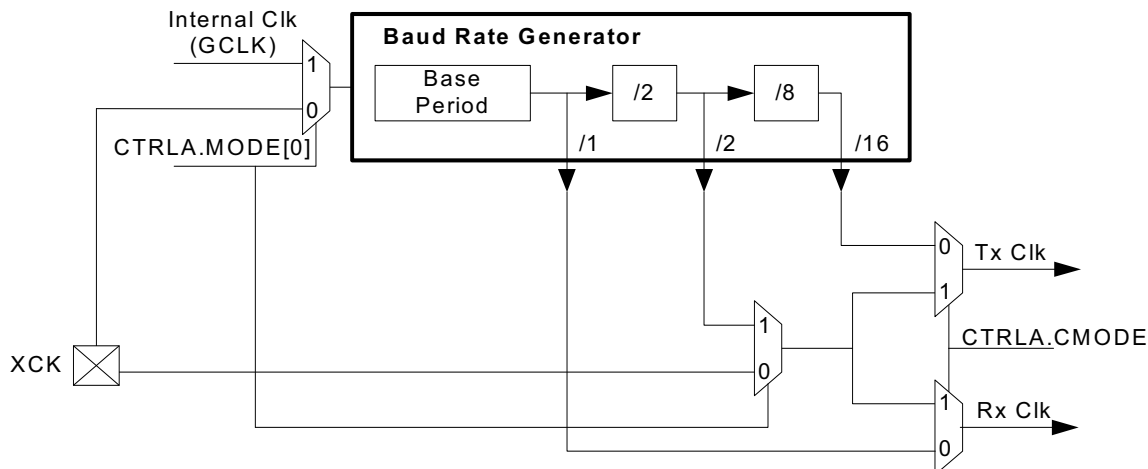 Internal Clk
(GCLK)
Baud Rate Generator
1
Base
Period
/2
/8
0
CTRLA.MODE[0]
/1
/2
/16
0
Tx Clk
1
1
CTRLA.CMODE
XCK
0
1
Rx Clk
0